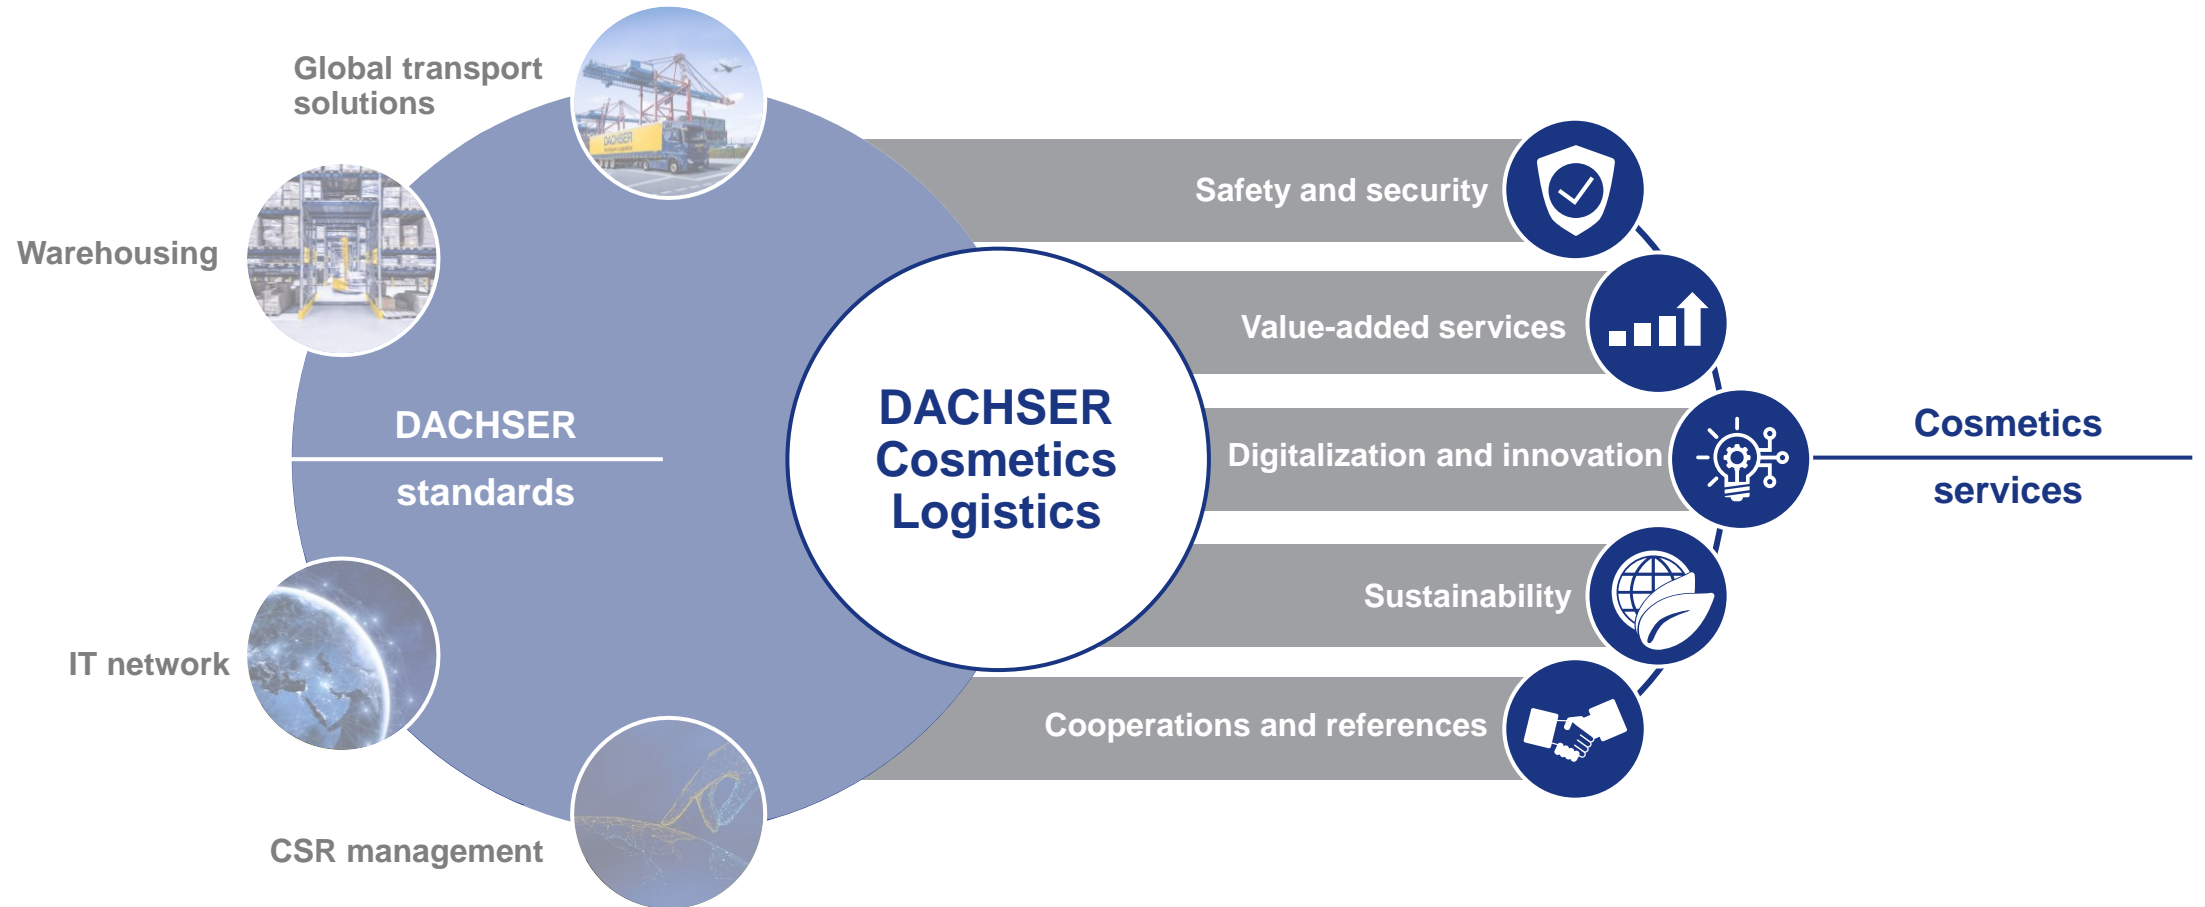 Global transport
solutions
DACHSER
Warehousing
IT network
CSR management
DACHSER
standards
DACHSER
Cosmetics
Logistics
Safety and security
Value-added services
Digitalization and innovation
Sustainability
Cooperations and references
Cosmetics
services